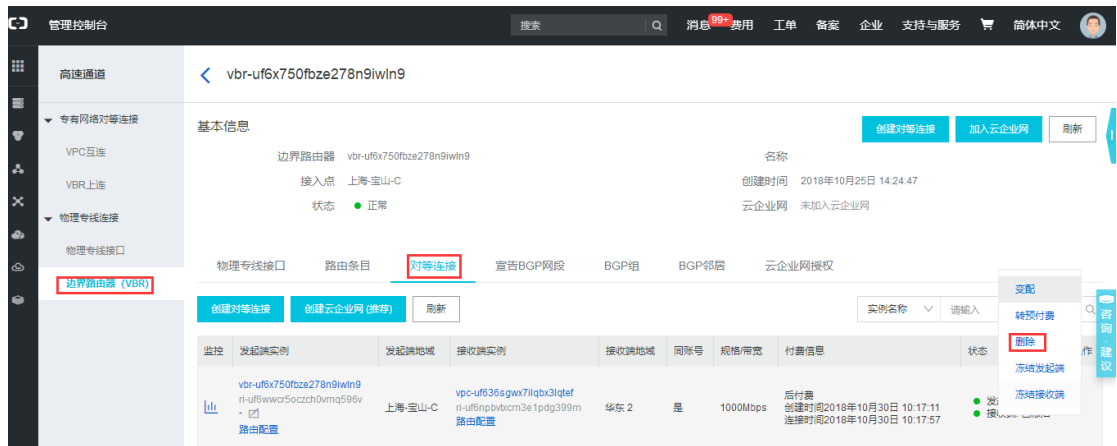 管理控制台
搜索
消息 99+ 费用 工单 备案 企业 支持与服务 简体中文
高速通道
专有网络对等连接
VPC互连
VBR上连
物理专线连接
物理专线接口
边界路由器 (VBR)
vbr-uf6x750fbze278n9iwln9
基本信息
创建对等连接 加入云企业网 刷新
边界路由器 vbr-uf6x750fbze278n9iwln9 名称
接入点 上海-宝山-C 创建时间 2018年10月25日 14:24:47
状态 正常 云企业网 未加入云企业网
物理专线接口 路由条目 对等连接 宣告BGP网段 BGP组 BGP邻居 云企业网授权
创建对等连接 创建云企业网 (推荐) 刷新
实例名称 请输入
变配
转预付费
删除
冻结发起端
冻结接收端
咨询·建议
监控 发起端实例 发起端地域 接收端实例 接收端地域 同账号 规格/带宽 付费信息 状态 作
vbr-uf6x750fbze278n9iwln9
ri-uf6wwcr5oczch0vmq596v
-
路由配置
上海-宝山-C
vpc-uf636sgwx7ilqbx3lqtef
ri-uf6npbvtxcm3e1pdg399m
路由配置
华东 2
是
1000Mbps
后付费
创建时间2018年10月30日 10:17:11
连接时间2018年10月30日 10:17:57